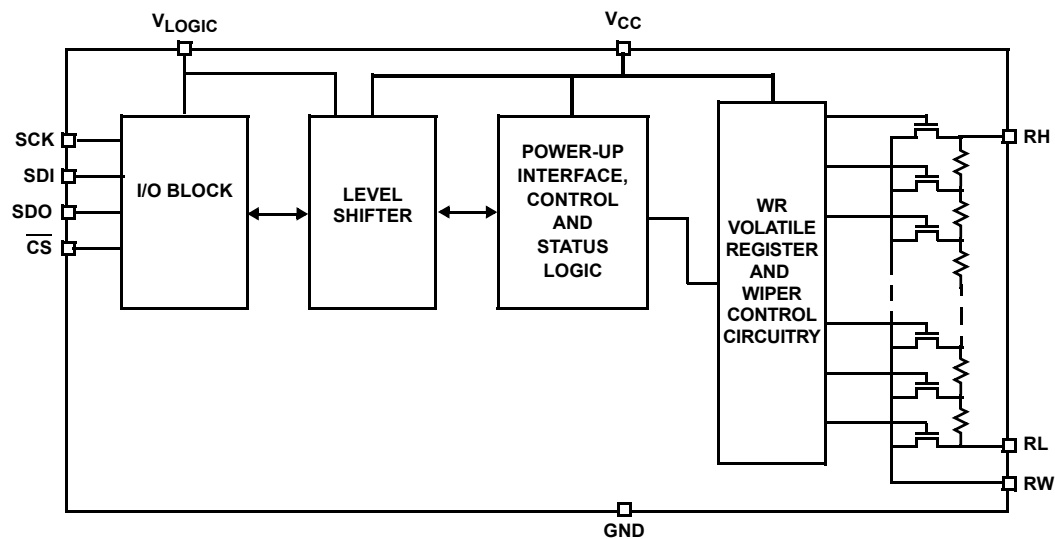 VLOGIC
VCC
SCK
SDI
SDO
CS
I/O BLOCK
LEVEL
SHIFTER
POWER-UP
INTERFACE,
CONTROL
AND
STATUS
LOGIC
WR
VOLATILE
REGISTER
AND
WIPER
CONTROL
CIRCUITRY
RH
RL
RW
GND